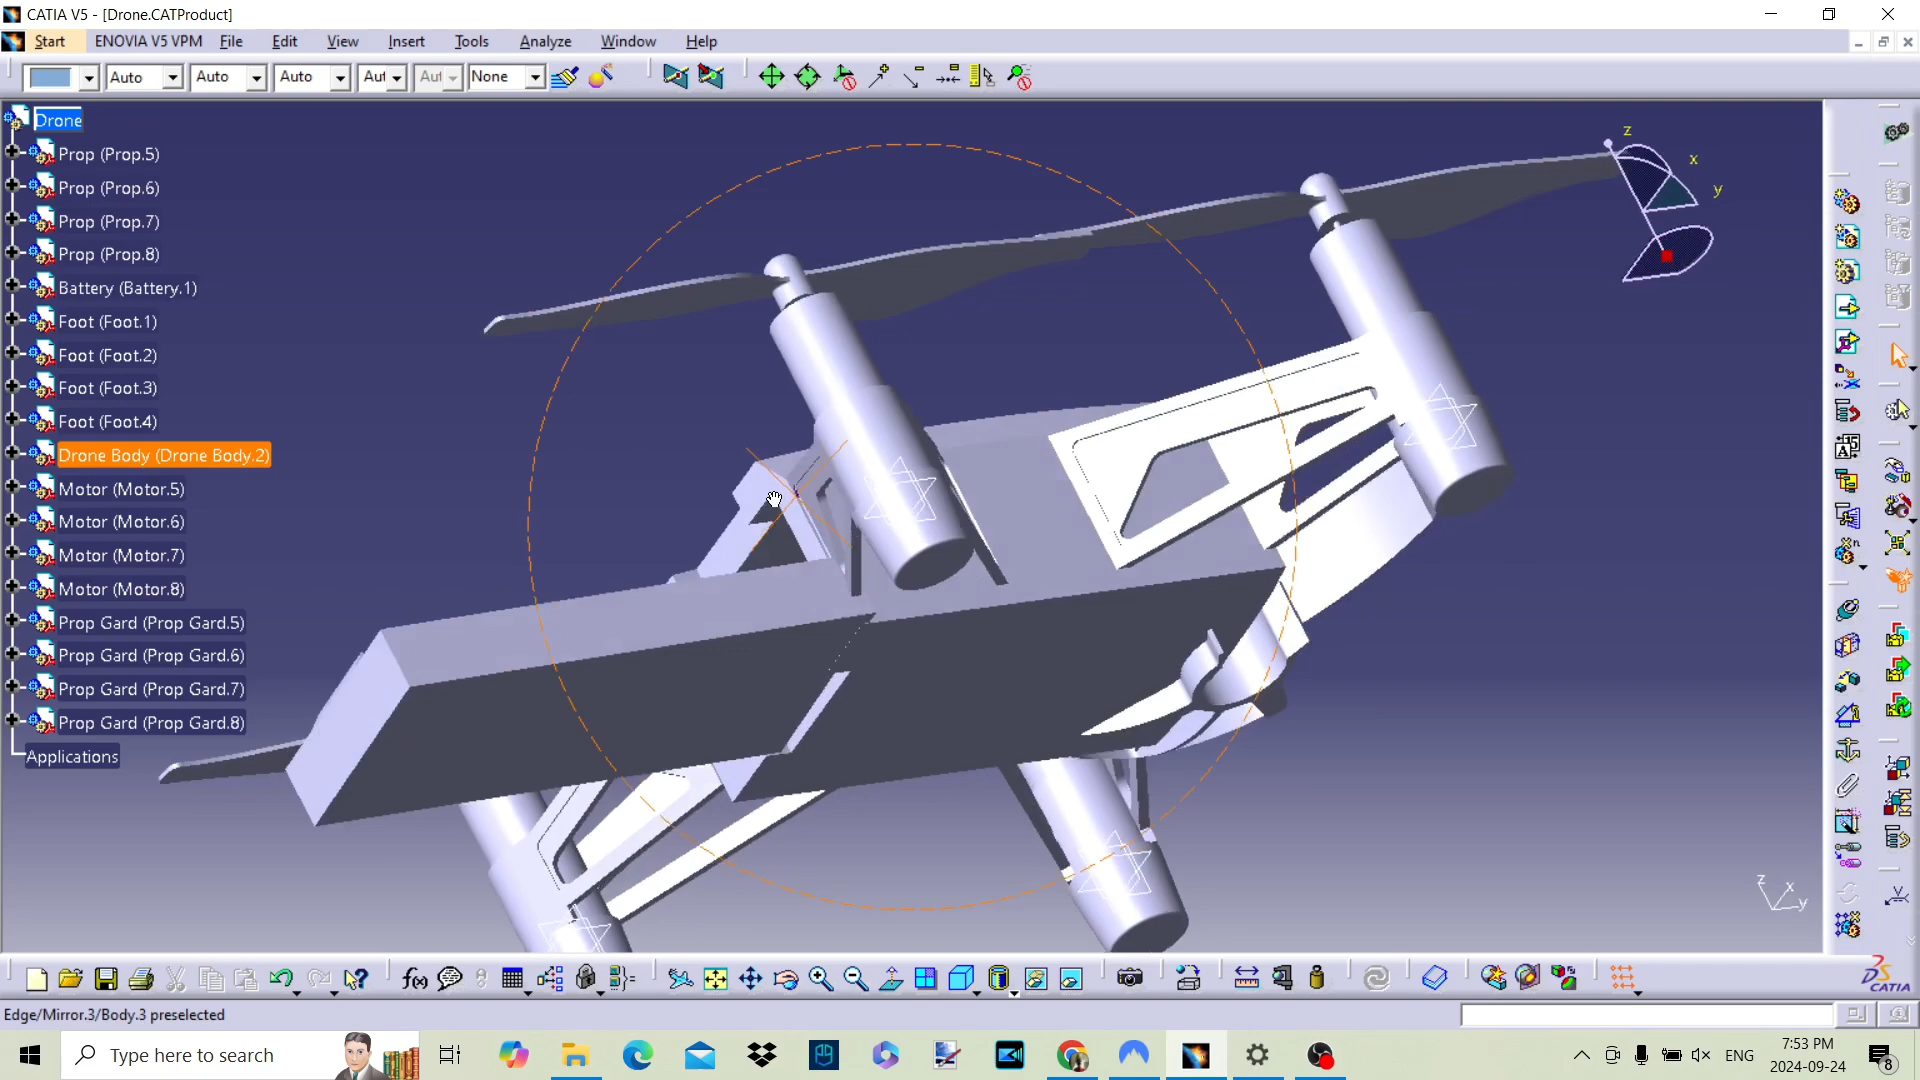 CATIA V5 - [Drone.CATProduct]
Start ENOVIA V5 VPM File Edit View Insert Tools Analyze Window Help
Auto Auto Auto Aut Aut None
Drone
Prop (Prop.5)
Prop (Prop.6)
Prop (Prop.7)
Prop (Prop.8)
Battery (Battery.1)
Foot (Foot.1)
Foot (Foot.2)
Foot (Foot.3)
Foot (Foot.4)
Drone Body (Drone Body.2)
Motor (Motor.5)
Motor (Motor.6)
Motor (Motor.7)
Motor (Motor.8)
Prop Gard (Prop Gard.5)
Prop Gard (Prop Gard.6)
Prop Gard (Prop Gard.7)
Prop Gard (Prop Gard.8)
Applications
z
x
y
z
x
y
f(x)
CATIA
Edge/Mirror.3/Body.3 preselected
Type here to search
ENG
7:53 PM
2024-09-24
8